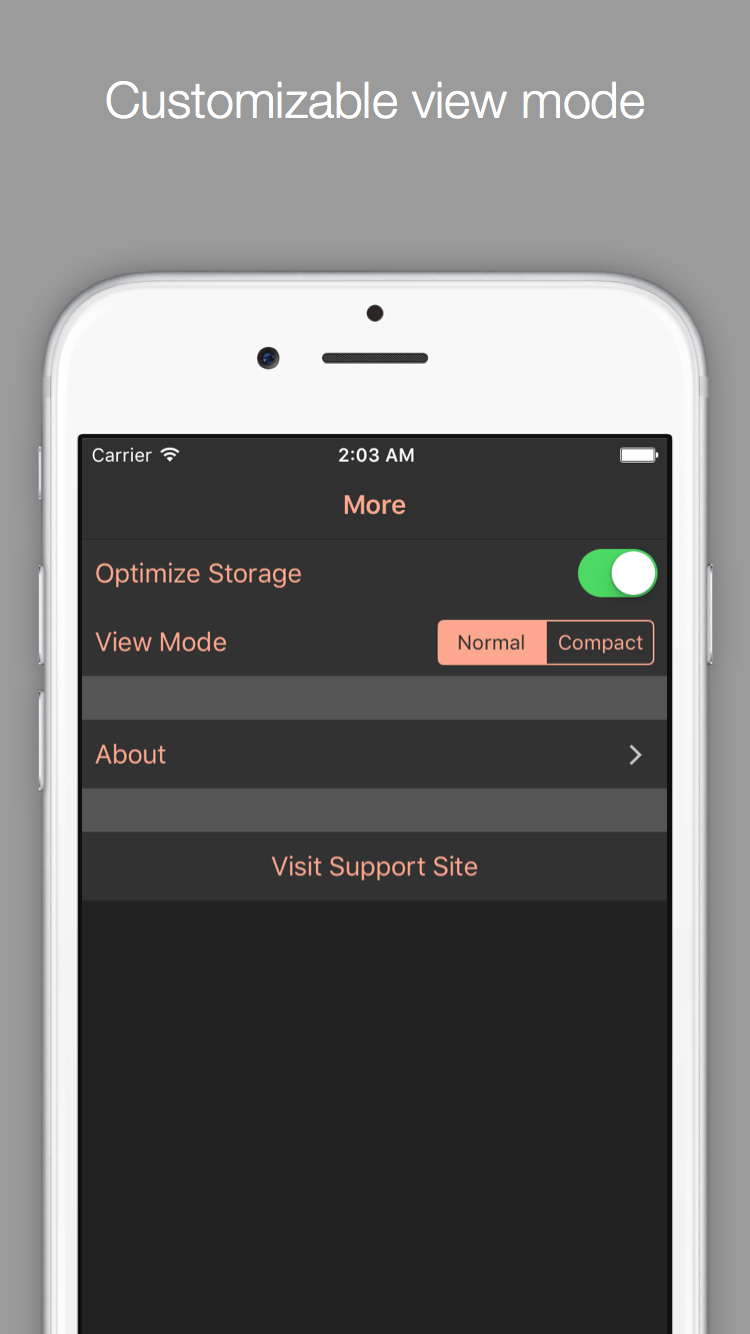 Customizable view mode
Carrier 2:03 AM
More
Optimize Storage
View Mode Normal Compact
About
Visit Support Site